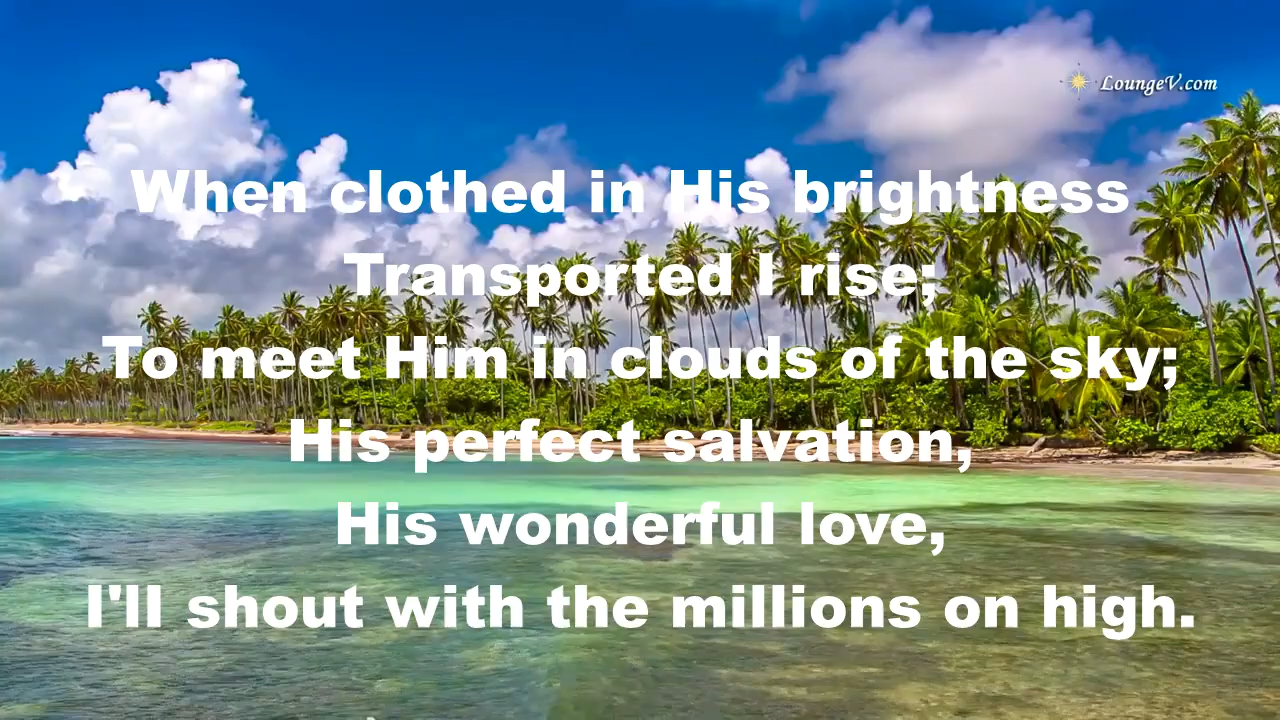 LoungeV.com
When clothed in His brightness
Transported I rise;
To meet Him in clouds of the sky;
His perfect salvation,
His wonderful love,
I'll shout with the millions on high.